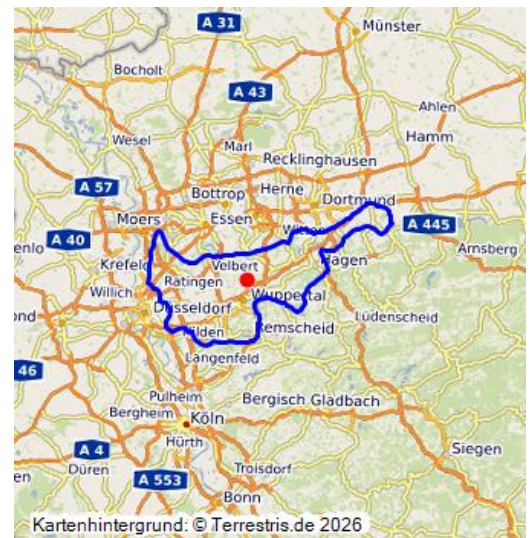 A 31
Münster
Bocholt
A 43
Ahlen
Wesel
Marl
Hamm
Recklinghausen
A 57
Bottrop
Herne
Dortmund
Moers
Essen
Witten
A 445
A 40
enlo
Krefeld
Velbert
Hagen
Arnsberg
Ratingen
Willich
Wuppertal
Düsseldorf
Lüdenscheid
ond
Hilden
Remscheid
Langenfeld
46
Pulheim
Bergisch Gladbach
Bergheim
Köln
Hürth
Siegen
A 4
Düren
Troisdorf
A 553
Bonn
Kartenhintergrund: © Terrestris.de 2026